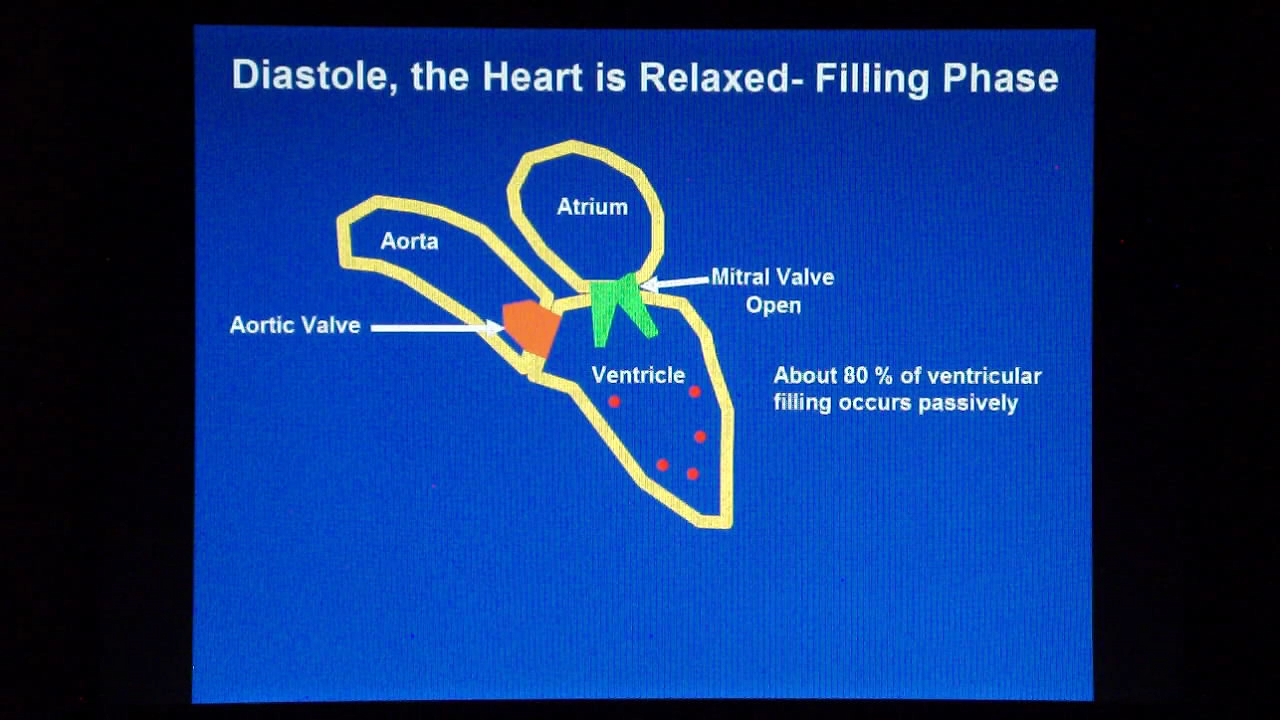 Diastole, the Heart is Relaxed- Filling Phase
Atrium
Aorta
Mitral Valve
Open
Aortic Valve
Ventricle
About 80 % of ventricular
filling occurs passively